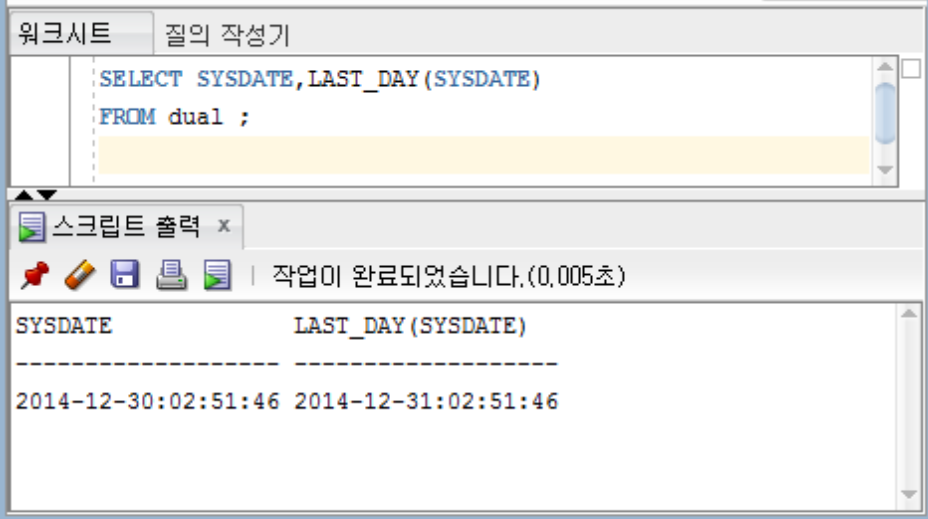 워크시트 질의 작성기
SELECT SYSDATE,LAST_DAY(SYSDATE)
FROM dual ;
스크립트 출력 x
작업이 완료되었습니다.(0,005초)
SYSDATE LAST_DAY(SYSDATE)
------------------- -------------------
2014-12-30:02:51:46 2014-12-31:02:51:46